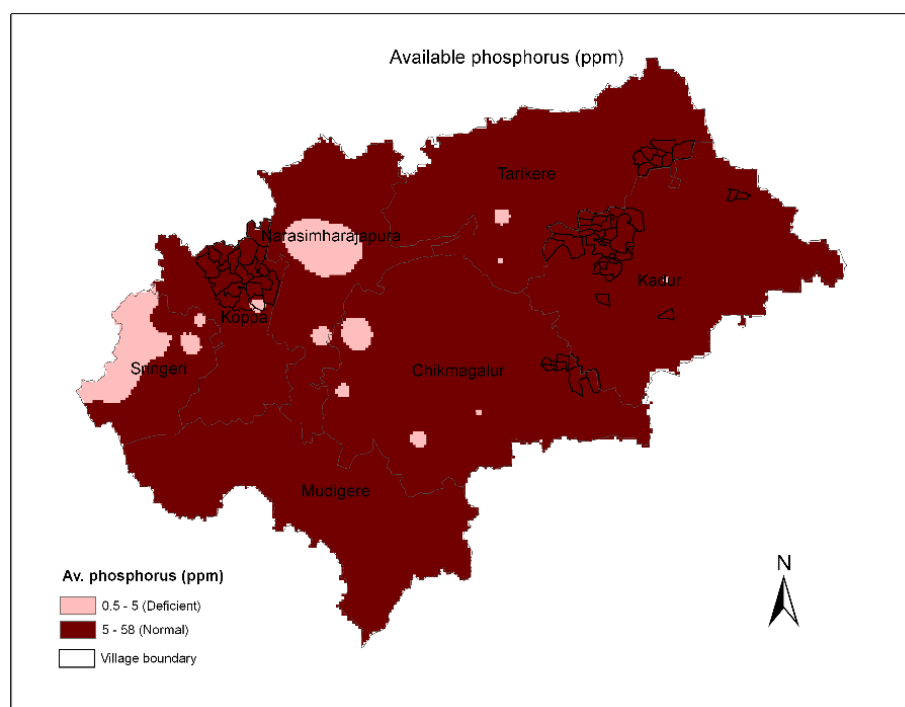 Available phosphorus (ppm)
Tarikere
Narasimharajapura
Kadur
Koppa
Sringeri
Chikmagalur
Mudigere
Av. phosphorus (ppm)
0.5 - 5 (Deficient)
5 - 58 (Normal)
Village boundary
N